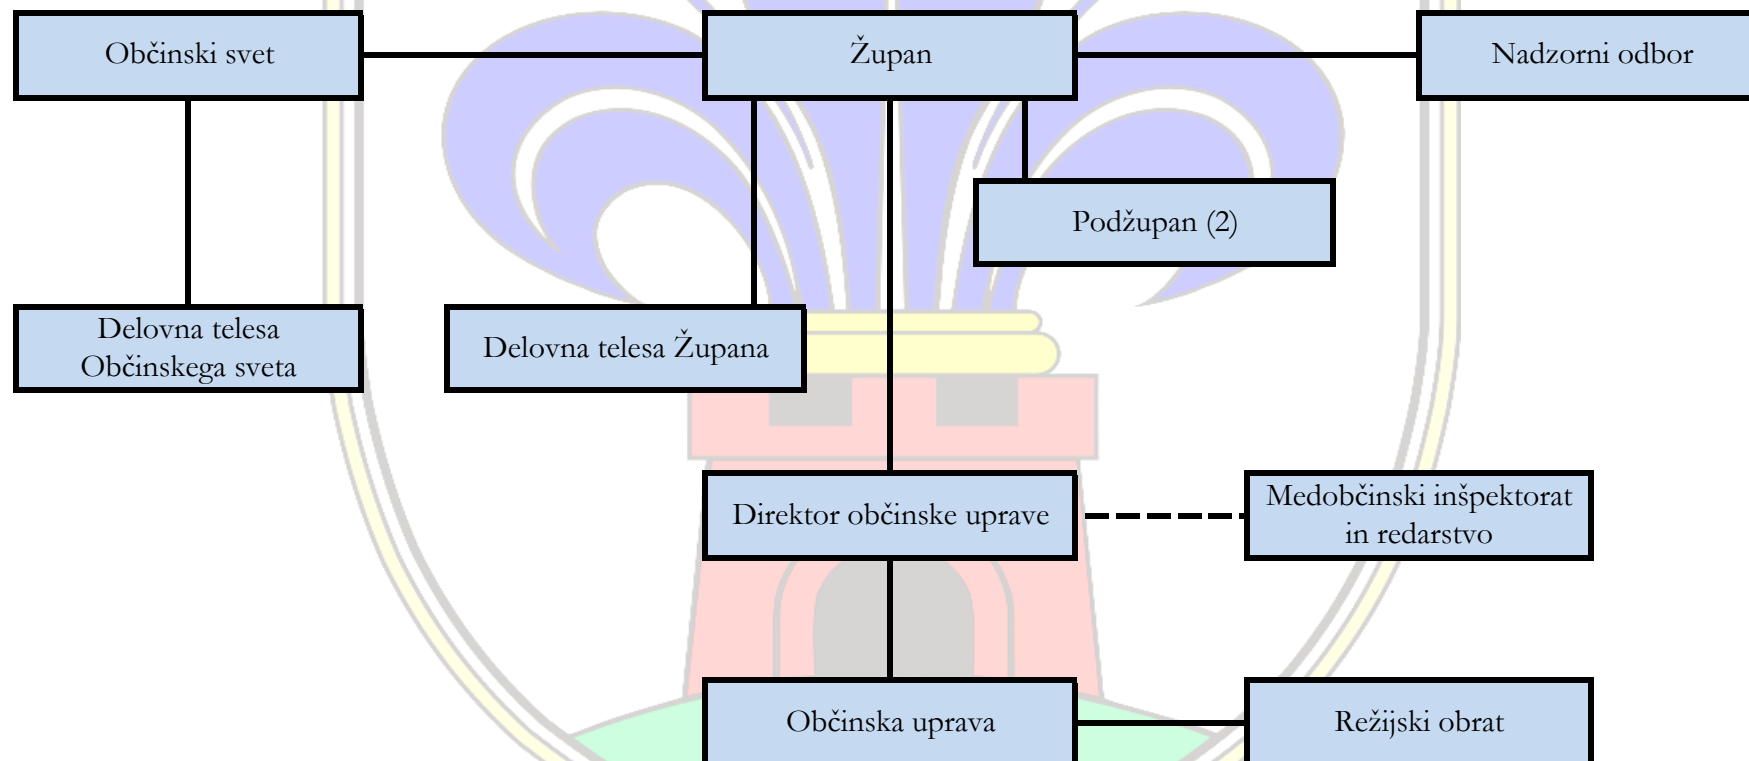 Občinski svet
Župan
Nadzorni odbor
Podžupan (2)
Delovna telesa
Občinskega sveta
Delovna telesa Župana
Direktor občinske uprave
Medobčinski inšpektorat
in redarstvo
Občinska uprava
Režijski obrat